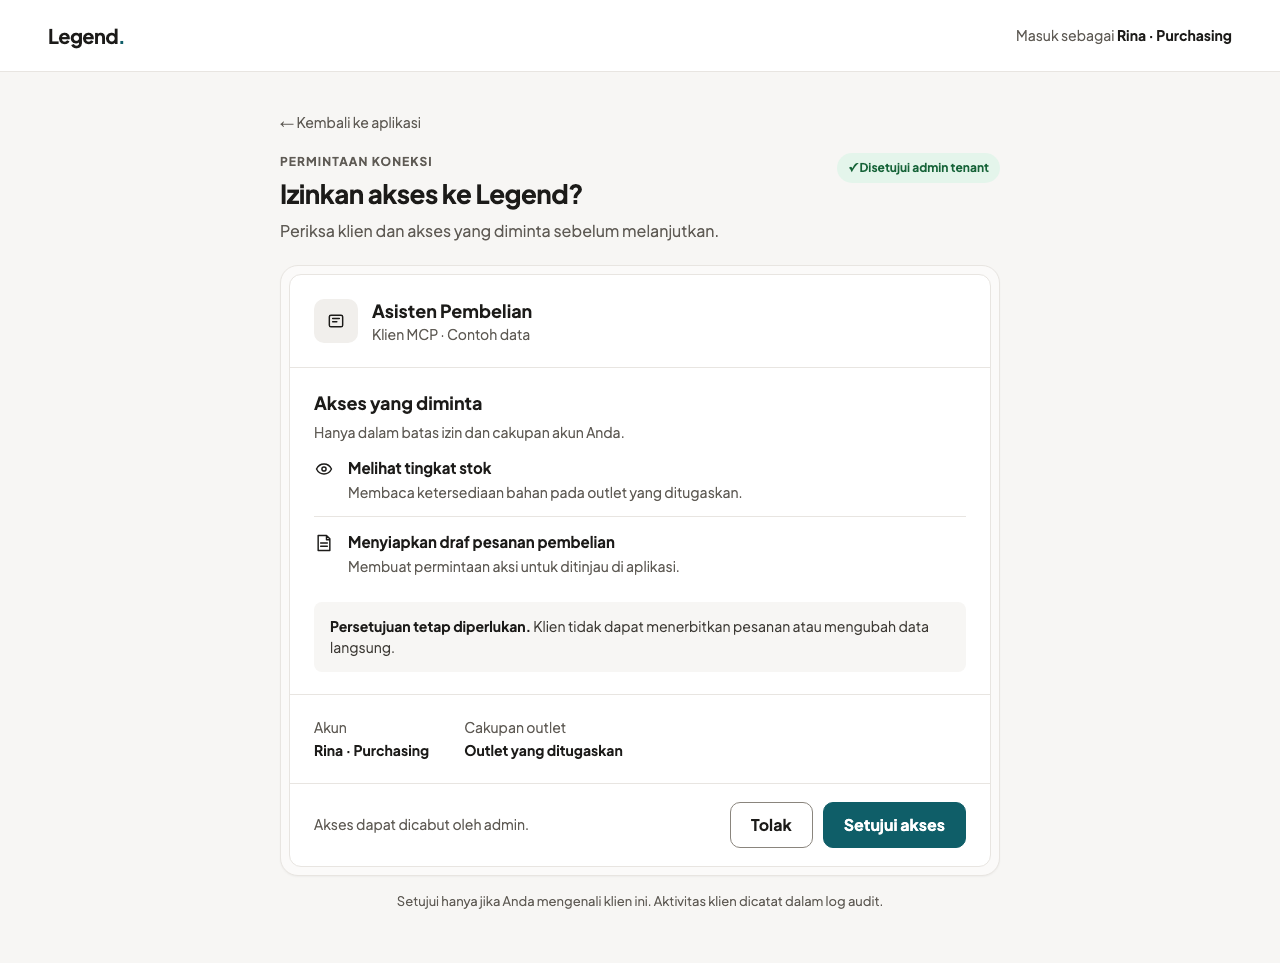 Legend.
Masuk sebagai Rina · Purchasing
← Kembali ke aplikasi
PERMINTAAN KONEKSI
✓Disetujui admin tenant
Izinkan akses ke Legend?
Periksa klien dan akses yang diminta sebelum melanjutkan.
Asisten Pembelian
Klien MCP · Contoh data
Akses yang diminta
Hanya dalam batas izin dan cakupan akun Anda.
Melihat tingkat stok
Membaca ketersediaan bahan pada outlet yang ditugaskan.
Menyiapkan draf pesanan pembelian
Membuat permintaan aksi untuk ditinjau di aplikasi.
Persetujuan tetap diperlukan. Klien tidak dapat menerbitkan pesanan atau mengubah data
langsung.
Akun
Rina · Purchasing
Cakupan outlet
Outlet yang ditugaskan
Akses dapat dicabut oleh admin.
Tolak
Setujui akses
Setujui hanya jika Anda mengenali klien ini. Aktivitas klien dicatat dalam log audit.